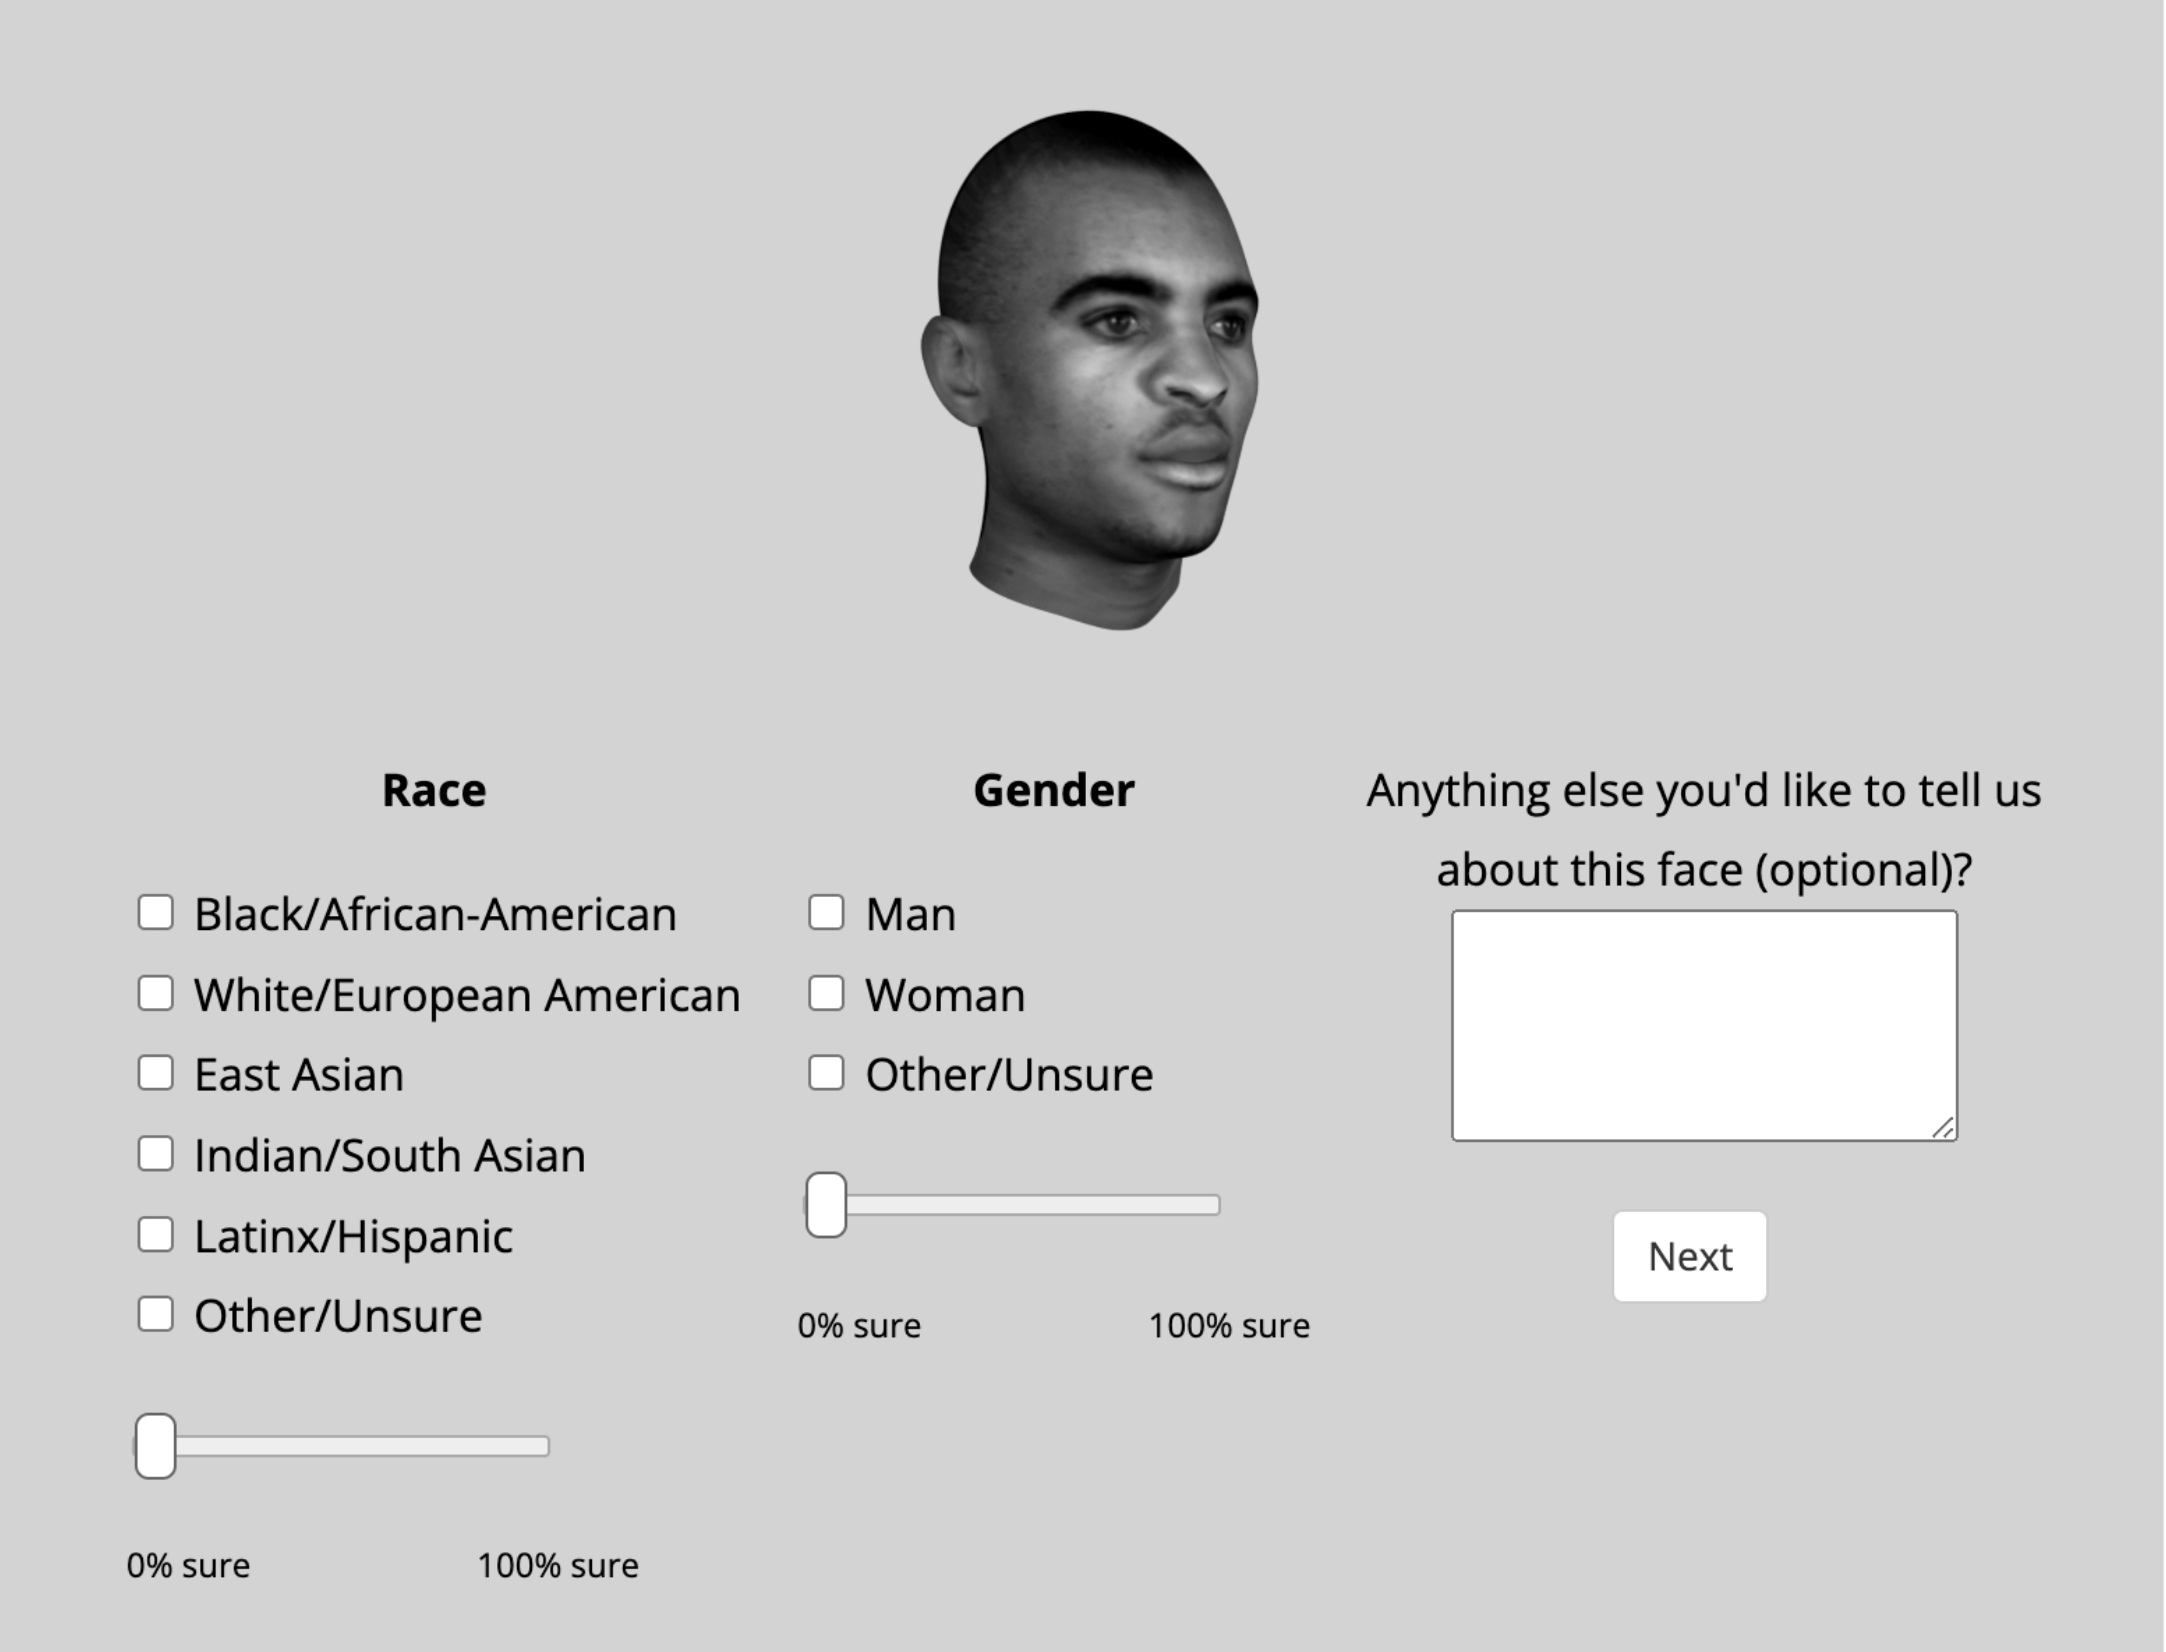 Race
Black/African-American
White/European American
East Asian
Indian/South Asian
Latinx/Hispanic
Other/Unsure
0% sure
100% sure
Gender
Man
Woman
Other/Unsure
0% sure
100% sure
Anything else you'd like to tell us
about this face (optional)?
Next